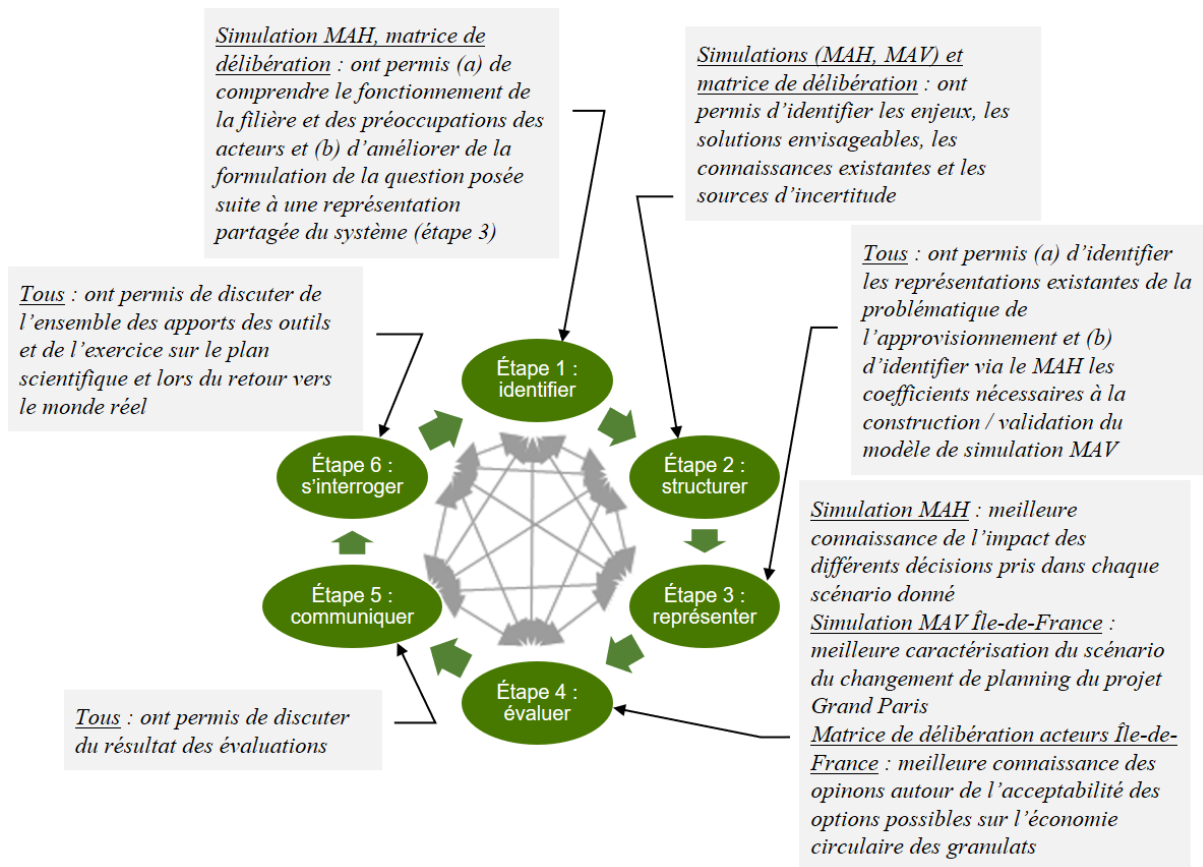 Simulation MAH, matrice de
délibération : ont permis (a) de
comprendre le fonctionnement de
la filière et des préoccupations des
acteurs et (b) d'améliorer de la
formulation de la question posée
suite à une représentation
partagée du système (étape 3)
Simulations (MAH, MAV) et
matrice de délibération : ont
permis d'identifier les enjeux, les
solutions envisageables, les
connaissances existantes et les
sources d'incertitude
Tous : ont permis (a) d'identifier
les représentations existantes de la
problématique de
l'approvisionnement et (b)
d'identifier via le MAH les
coefficients nécessaires à la
construction / validation du
modèle de simulation MAV
Tous : ont permis de discuter de
l'ensemble des apports des outils
et de l'exercice sur le plan
scientifique et lors du retour vers
le monde réel
Étape 1 :
identifier
Étape 2 :
structurer
Étape 3 :
représenter
Étape 4 :
évaluer
Étape 5 :
communiquer
Étape 6 :
s'interroger
Simulation MAH : meilleure
connaissance de l'impact des
différents décisions pris dans chaque
scénario donné
Simulation MAV Île-de-France :
meilleure caractérisation du scénario
du changement de planning du projet
Grand Paris
Matrice de délibération acteurs Île-de-
France : meilleure connaissance des
opinons autour de l'acceptabilité des
options possibles sur l'économie
circulaire des granulats
Tous : ont permis de discuter
du résultat des évaluations